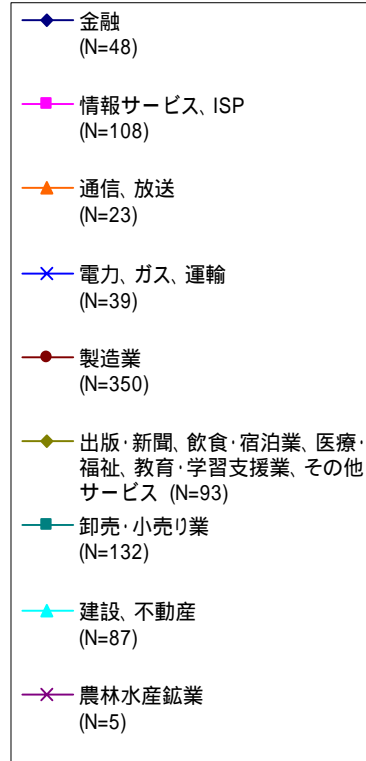 金融
(N=48)
情報サービス、ISP
(N=108)
通信、放送
(N=23)
電力、ガス、運輸
(N=39)
製造業
(N=350)
出版・新聞、飲食・宿泊業、医療・
福祉、教育・学習支援業、その他
サービス (N=93)
卸売・小売り業
(N=132)
建設、不動産
(N=87)
農林水産鉱業
(N=5)